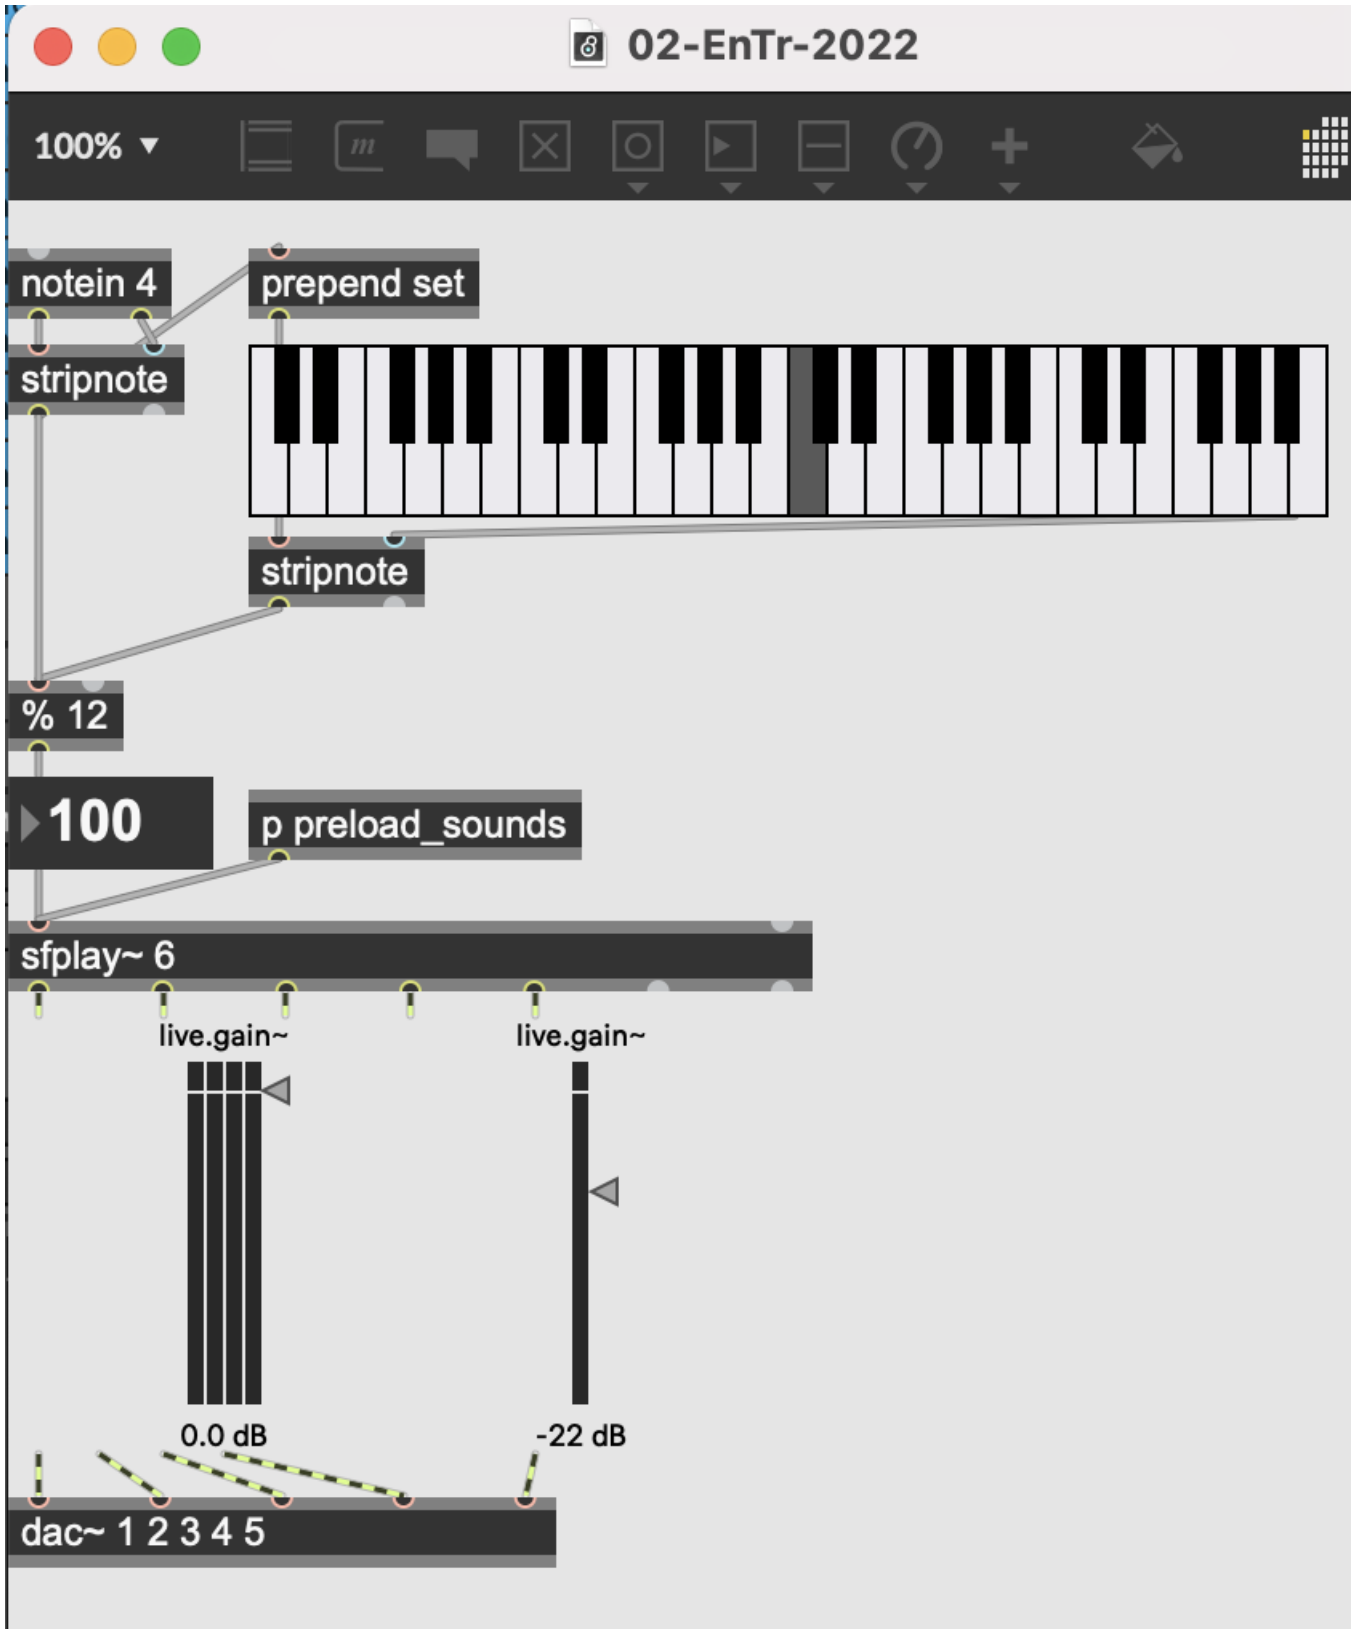 02-EnTr-2022
100%
m
notein 4
prepend set
stripnote
stripnote
% 12
100
p preload_sounds
sfplay~ 6
live.gain~
live.gain~
0.0 dB
-22 dB
dac~ 1 2 3 4 5